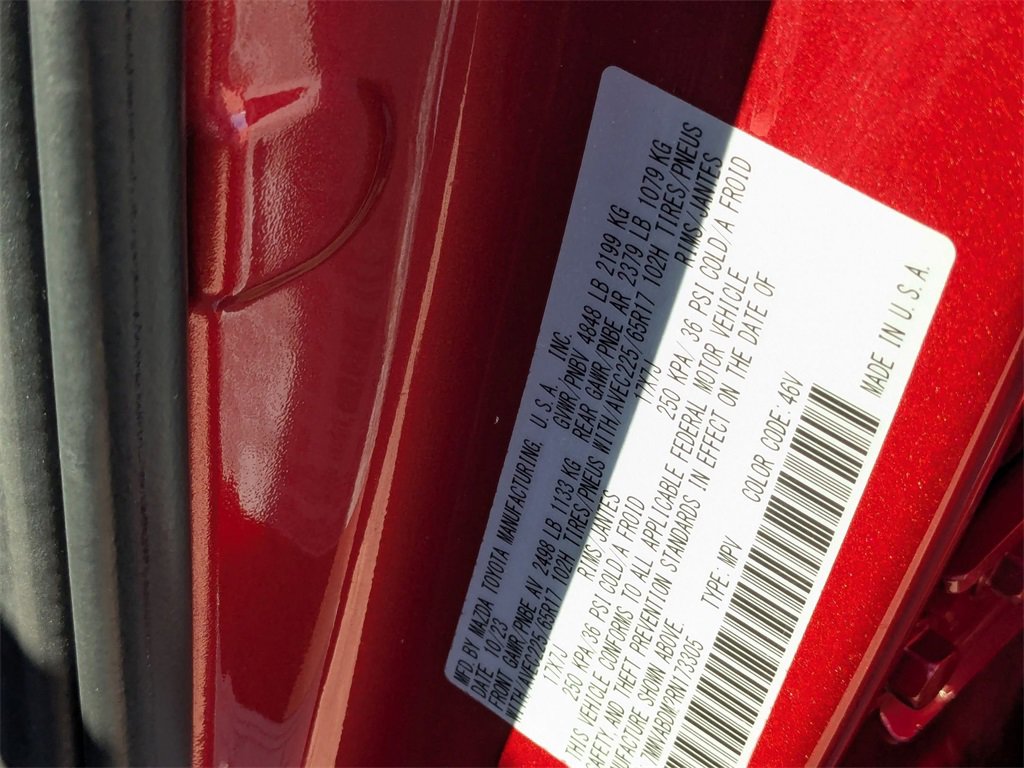 MFD. BY MAZDA TOYOTA MANUFACTURING, U.S.A., INC.
DATE 10/23 GVWR/PNBV 4848 LB 2199 KG
FRONT GAWR/PNBE AV 2498 LB 1133 KG REAR GAWR/PNBE AR 2379 LB 1079 KG
WITH/AVEC225/65R17 102H TIRES/PNEUS WITH/AVEC225/65R17 102H TIRES/PNEUS
17X7J RIMS/JANTES 17X7J RIMS/JANTES
250 KPA/36 PSI COLD/A FROID 250 KPA/36 PSI COLD/A FROID
THIS VEHICLE CONFORMS TO ALL APPLICABLE FEDERAL MOTOR VEHICLE
SAFETY, AND THEFT PREVENTION STANDARDS IN EFFECT ON THE DATE OF
UFACTURE SHOWN ABOVE.
TYPE: MPV COLOR CODE: 46V
MADE IN U.S.A.